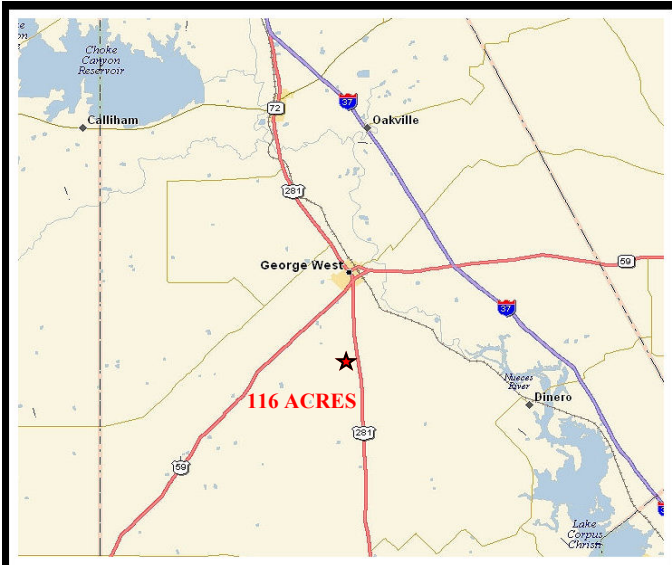 Choke
Canyon
Reservoir
Calliham
72
37
Oakville
281
George West
59
37
Nueces
River
Dinero
116 ACRES
281
59
Lake
Corpus
Christi